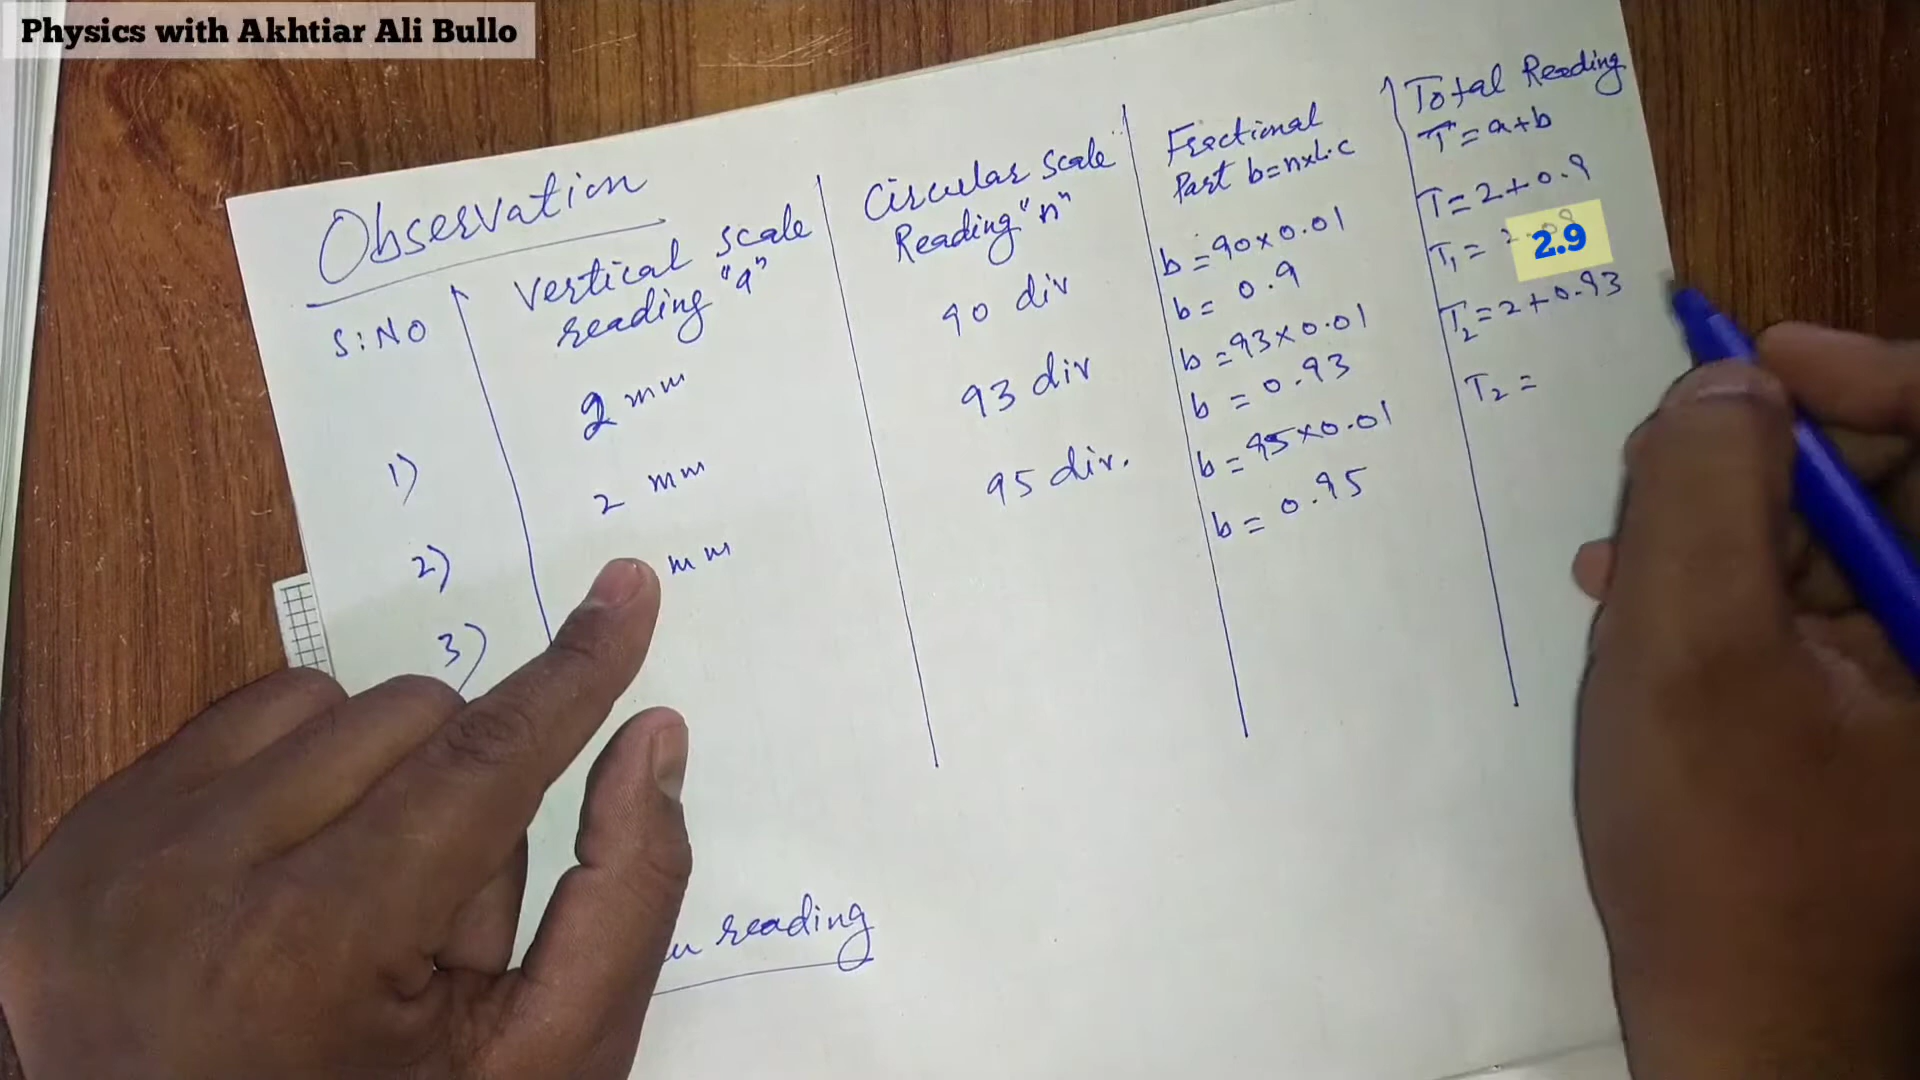 Physics with Akhtiar Ali Bullo
Observation
S:NO
Vertical scale
reading "a"
Circular Scale
Reading "n"
Fractional
Part b=n×L.c
Total Reading
T=a+b
1)
2 mm
90 div
b=90×0.01
b=0.9
T=2+0.9
T₁=
2.9
2)
2 mm
93 div
b=93×0.01
b=0.93
T₂=2+0.93
T₂=
3)
mm
95 div.
b=95×0.01
b=0.95
reading